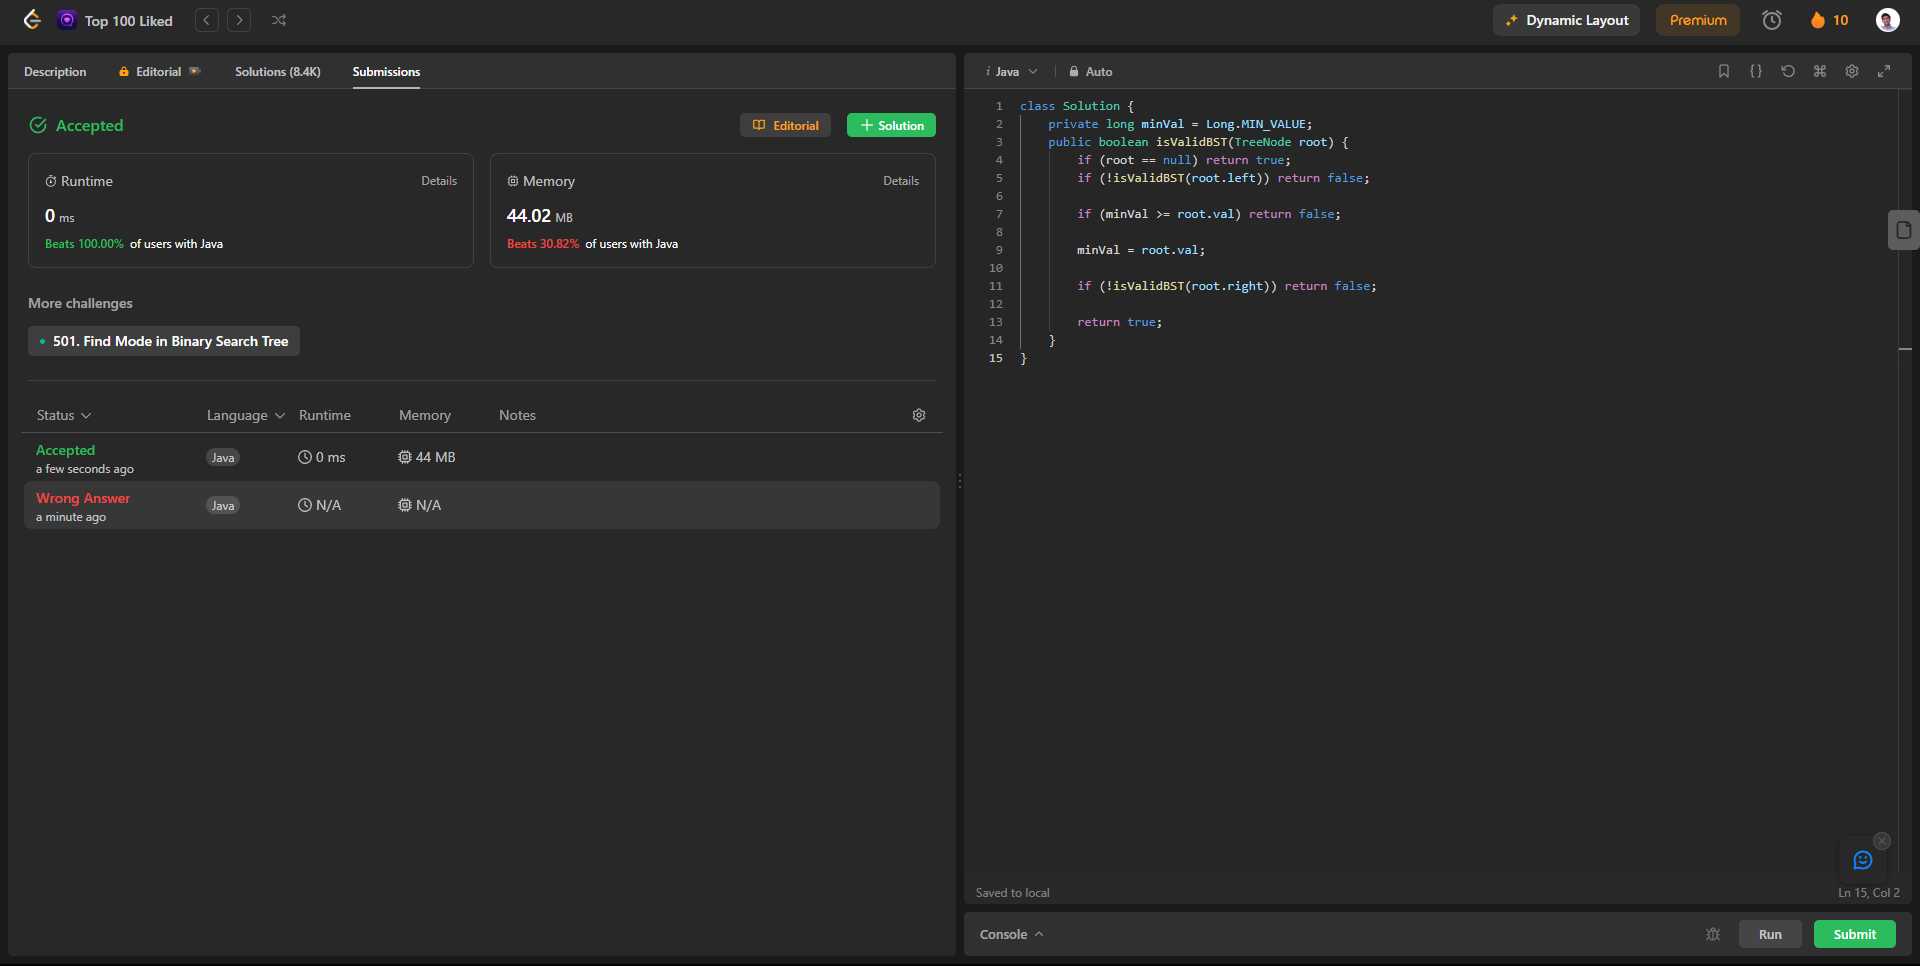 Top 100 Liked
Dynamic Layout
Premium
10
Description
Editorial
Solutions (8.4K)
Submissions
Accepted
Editorial
Solution
Runtime
Details
0 ms
Beats 100.00% of users with Java
Memory
Details
44.02 MB
Beats 30.82% of users with Java
More challenges
501. Find Mode in Binary Search Tree
Status Language Runtime Memory Notes
Accepted
a few seconds ago
Java 0 ms 44 MB
Wrong Answer
a minute ago
Java N/A N/A
i Java Auto
1 class Solution {
2 private long minVal = Long.MIN_VALUE;
3 public boolean isValidBST(TreeNode root) {
4 if (root == null) return true;
5 if (!isValidBST(root.left)) return false;
6
7 if (minVal >= root.val) return false;
8
9 minVal = root.val;
10
11 if (!isValidBST(root.right)) return false;
12
13 return true;
14 }
15 }
Saved to local
Ln 15, Col 2
Console
Run
Submit